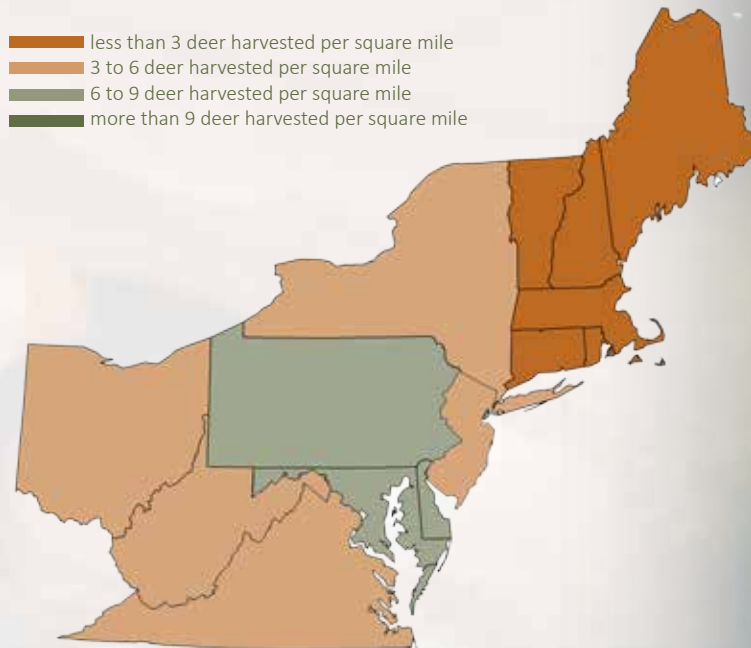 less than 3 deer harvested per square mile
3 to 6 deer harvested per square mile
6 to 9 deer harvested per square mile
more than 9 deer harvested per square mile